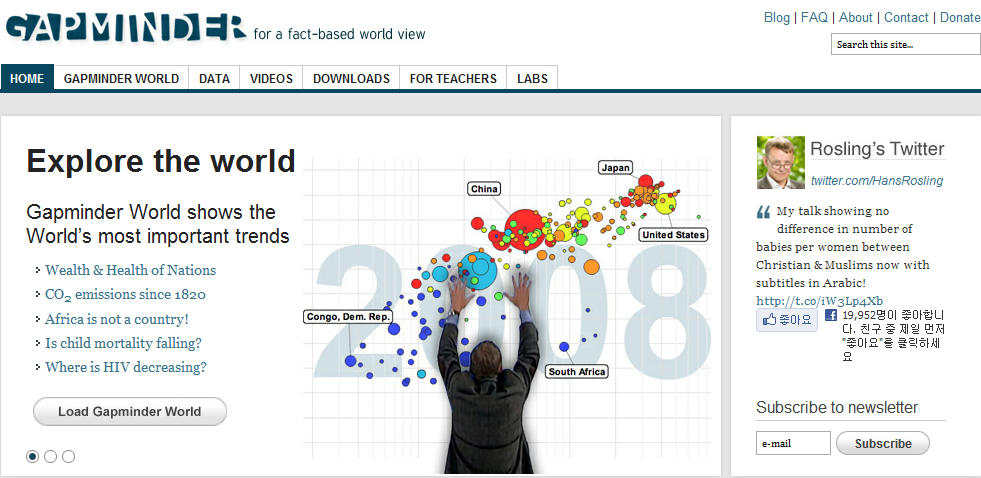 GAPMINDER for a fact-based world view
Blog | FAQ | About | Contact | Donate
Search this site...
HOME GAPMINDER WORLD DATA VIDEOS DOWNLOADS FOR TEACHERS LABS
Explore the world
Gapminder World shows the
World's most important trends
Wealth & Health of Nations
CO2 emissions since 1820
Africa is not a country!
Is child mortality falling?
Where is HIV decreasing?
Load Gapminder World
2008
Japan
China
United States
Congo, Dem. Rep.
South Africa
Rosling's Twitter
twitter.com/HansRosling
“ My talk showing no
difference in number of
babies per women between
Christian & Muslims now with
subtitles in Arabic!
http://t.co/iW3Lp4Xb
좋아요
19,952명이 좋아합니
다. 친구 중 제일 먼저
"좋아요"을 클릭하세
요
Subscribe to newsletter
e-mail Subscribe